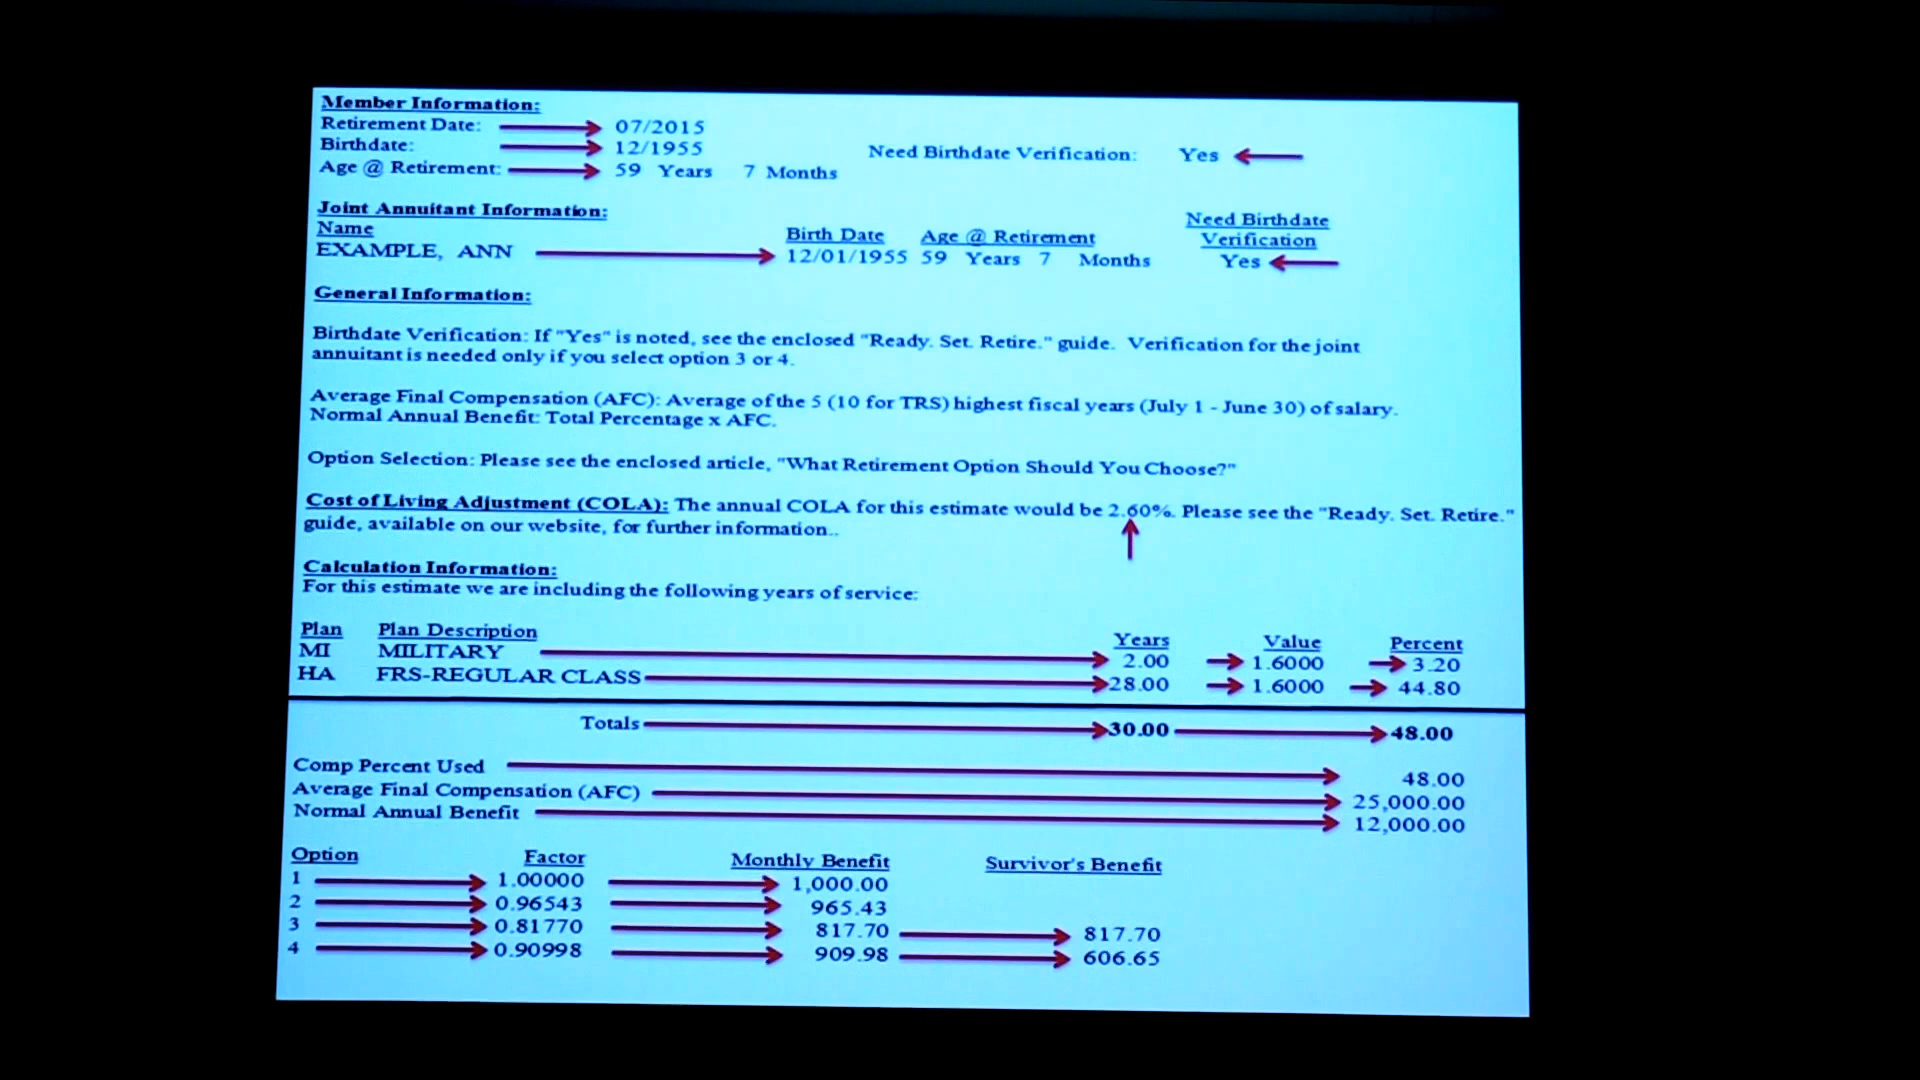 Member Information:
Retirement Date: 07/2015
Birthdate: 12/1955 Need Birthdate Verification: Yes
Age @ Retirement: 59 Years 7 Months
Joint Annuitant Information:
Need Birthdate
Name Birth Date Age @ Retirement Verification
EXAMPLE, ANN 12/01/1955 59 Years 7 Months Yes
General Information:
Birthdate Verification: If "Yes" is noted, see the enclosed "Ready. Set. Retire." guide. Verification for the joint
annuitant is needed only if you select option 3 or 4.
Average Final Compensation (AFC): Average of the 5 (10 for TRS) highest fiscal years (July 1 - June 30) of salary.
Normal Annual Benefit: Total Percentage x AFC.
Option Selection: Please see the enclosed article, "What Retirement Option Should You Choose?"
Cost of Living Adjustment (COLA): The annual COLA for this estimate would be 2.60%. Please see the "Ready. Set. Retire."
guide, available on our website, for further information..
Calculation Information:
For this estimate we are including the following years of service:
Plan Plan Description Years Value Percent
MI MILITARY 2.00 1.6000 3.20
HA FRS-REGULAR CLASS 28.00 1.6000 44.80
Totals 30.00 48.00
Comp Percent Used 48.00
Average Final Compensation (AFC) 25,000.00
Normal Annual Benefit 12,000.00
Option Factor Monthly Benefit Survivor's Benefit
1 1.00000 1,000.00
2 0.96543 965.43
3 0.81770 817.70 817.70
4 0.90998 909.98 606.65